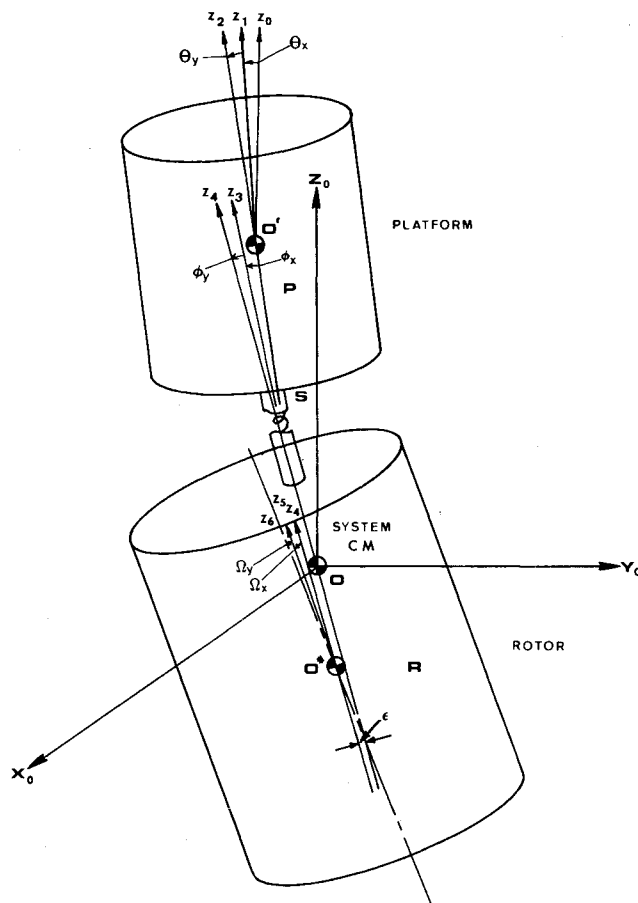 z₂ z₁ z₀
θy θx
z₄ z₃
Z₀
O'
PLATFORM
ϕy ϕx
P
S
z₅ z₄
z₆
SYSTEM
CM
Ωy
Ωx
O
Y₀
ROTOR
O"
R
ε
X₀